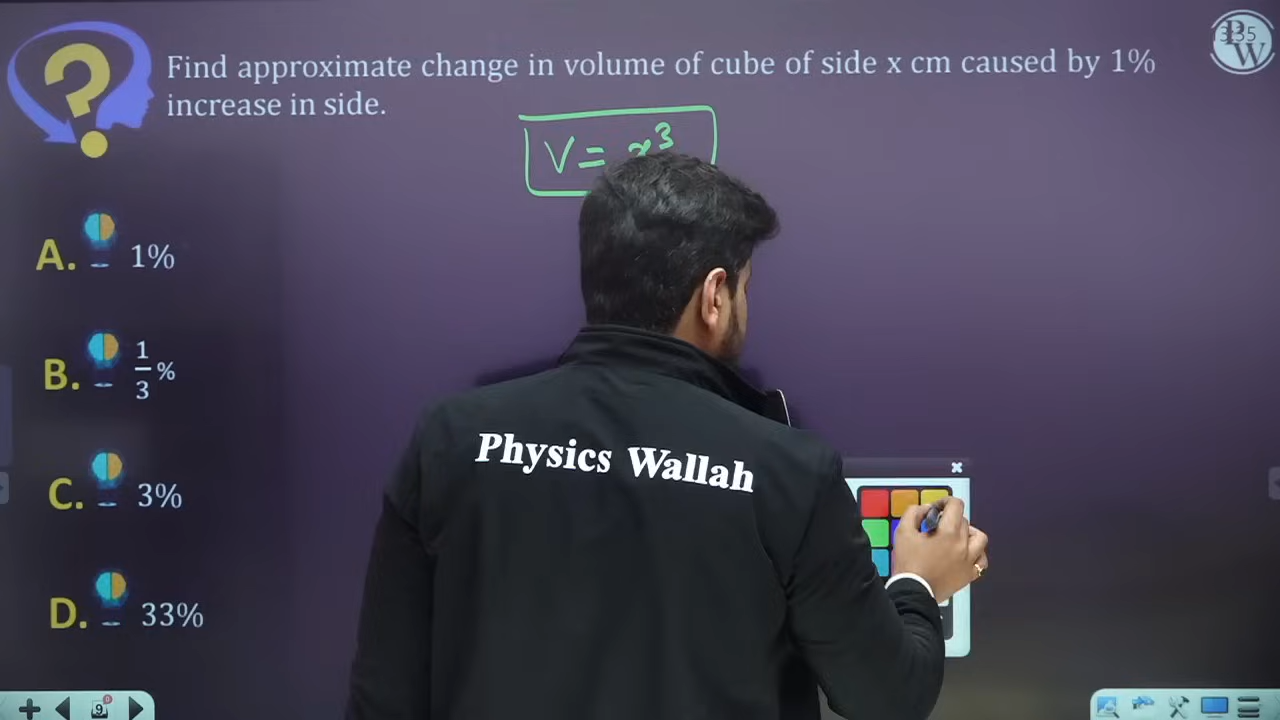 Find approximate change in volume of cube of side x cm caused by 1%
increase in side.
V = x³
A. 1%
B. 1/3 %
C. 3%
D. 33%
Physics Wallah
PW